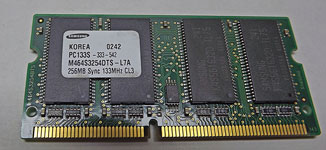 SAMSUNG
KOREA 0242
PC133S-333-542
M464S3254DTS-L7A
256MB Sync 133MHz CL3